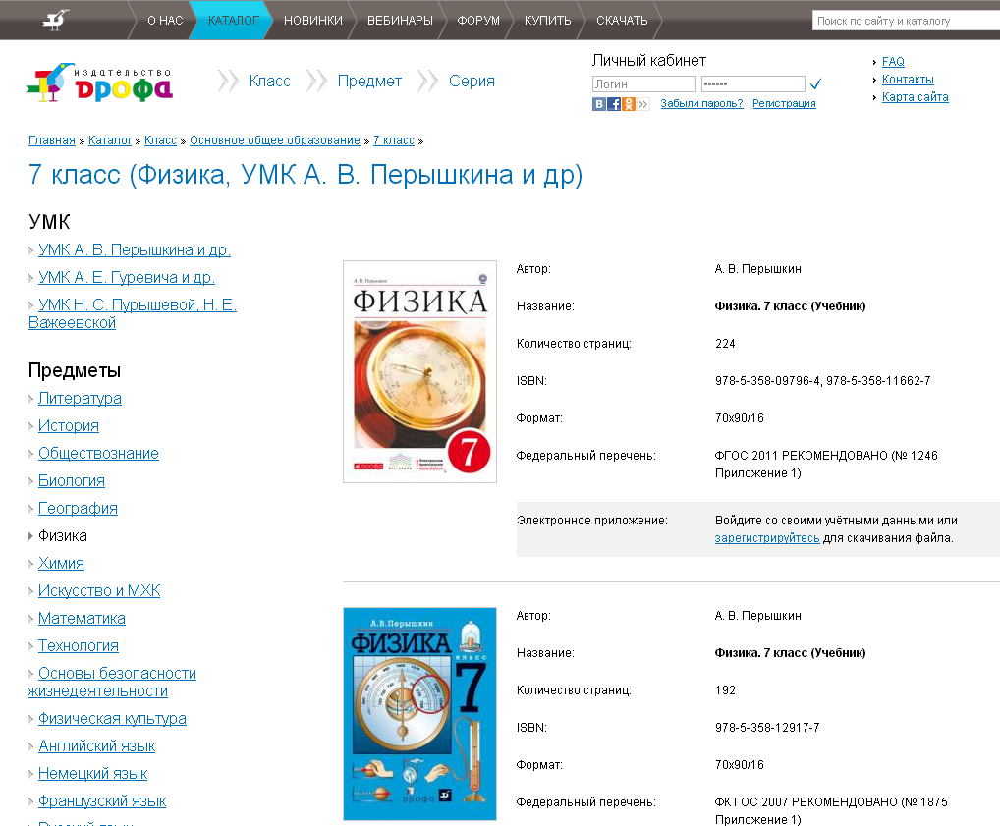 О НАС
КАТАЛОГ
НОВИНКИ
ВЕБИНАРЫ
ФОРУМ
КУПИТЬ
СКАЧАТЬ
Поиск по сайту и каталогу
издательство
дрофа
Класс
Предмет
Серия
Личный кабинет
Логин
Забыли пароль?
Регистрация
FAQ
Контакты
Карта сайта
Главная » Каталог » Класс » Основное общее образование » 7 класс »
7 класс (Физика, УМК А. В. Перышкина и др)
УМК
УМК А. В. Перышкина и др.
УМК А. Е. Гуревича и др.
УМК Н. С. Пурышевой, Н. Е.
Важеевской
Предметы
Литература
История
Обществознание
Биология
География
Физика
Химия
Искусство и МХК
Математика
Технология
Основы безопасности
жизнедеятельности
Физическая культура
Английский язык
Немецкий язык
Французский язык
А. В. Перышкин
ФИЗИКА
7
дрофа
Автор: А. В. Перышкин
Название: Физика. 7 класс (Учебник)
Количество страниц: 224
ISBN: 978-5-358-09796-4, 978-5-358-11662-7
Формат: 70x90/16
Федеральный перечень: ФГОС 2011 РЕКОМЕНДОВАНО (№ 1246
Приложение 1)
Электронное приложение: Войдите со своими учётными данными или
зарегистрируйтесь для скачивания файла.
А. В. Перышкин
ФИЗИКА
класс
7
дрофа
Автор: А. В. Перышкин
Название: Физика. 7 класс (Учебник)
Количество страниц: 192
ISBN: 978-5-358-12917-7
Формат: 70x90/16
Федеральный перечень: ФК ГОС 2007 РЕКОМЕНДОВАНО (№ 1875
Приложение 1)